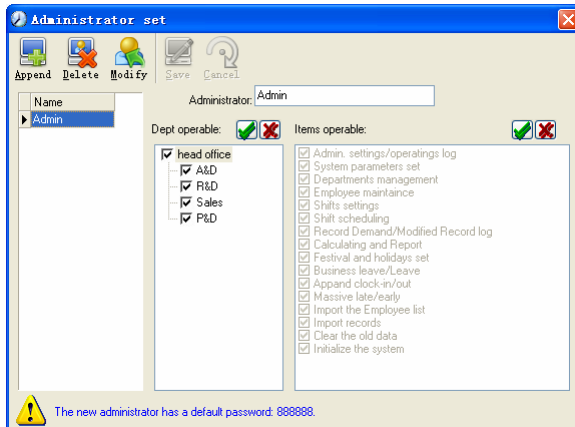 Administrator set
Append Delete Modify Save Cancel
Name
Admin
Administrator: Admin
Dept operable:
head office
A&D
R&D
Sales
P&D
Items operable:
Admin. settings/operatings log
System parameters set
Departments management
Employee maintaince
Shifts settings
Shift scheduling
Record Demand/Modified Record log
Calculating and Report
Festival and holidays set
Business leave/Leave
Appand clock-in/out
Massive late/early
Import the Employee list
Import records
Clear the old data
Initialize the system
The new administrator has a default password: 888888.